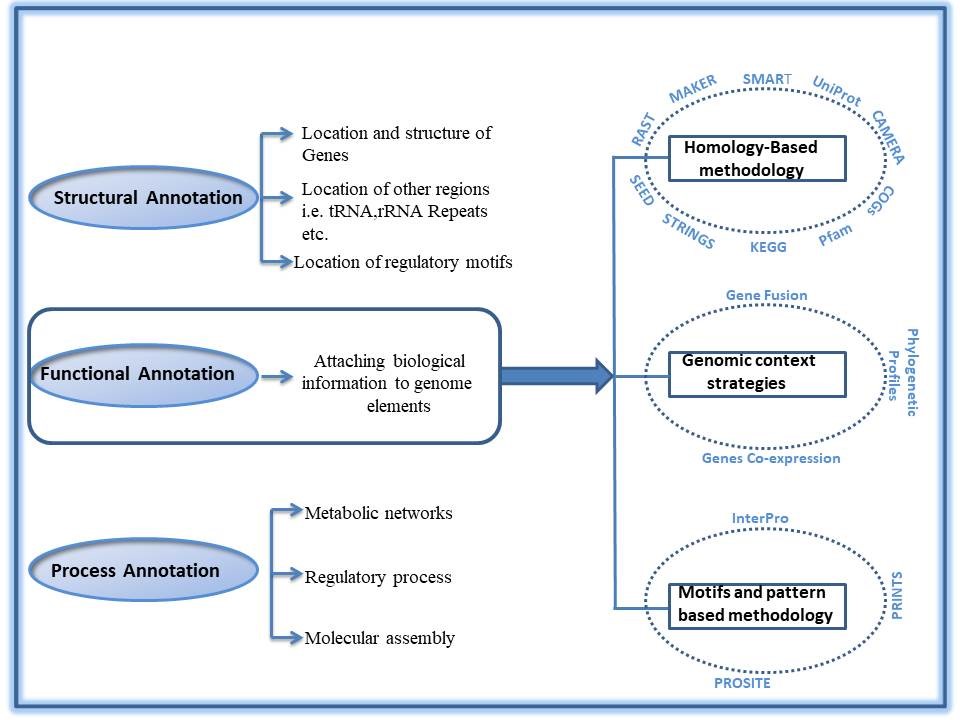 Structural Annotation
Location and structure of
Genes
Location of other regions
i.e. tRNA,rRNA Repeats
etc.
Location of regulatory motifs
Functional Annotation
Attaching biological
information to genome
elements
Process Annotation
Metabolic networks
Regulatory process
Molecular assembly
RAST
MAKER
SMART
UniProt
CAMERA
COGs
Pfam
KEGG
STRINGS
SEED
Homology-Based
methodology
Gene Fusion
Phylogenetic
Profiles
Genomic context
strategies
Genes Co-expression
InterPro
PRINTS
Motifs and pattern
based methodology
PROSITE